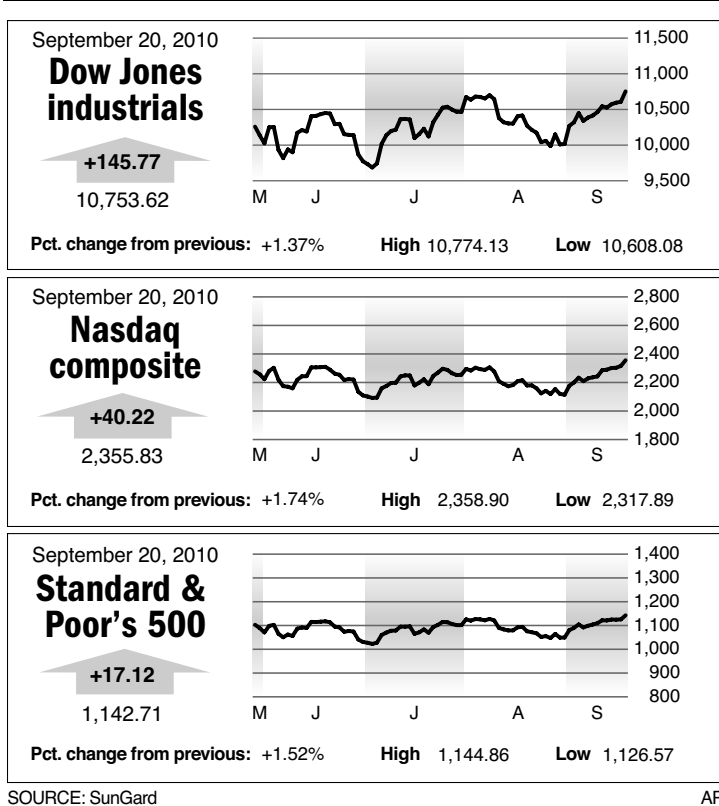 September 20, 2010
Dow Jones
industrials
+145.77
10,753.62
11,500
11,000
10,500
10,000
9,500
M J J A S
Pct. change from previous: +1.37% High 10,774.13 Low 10,608.08
September 20, 2010
Nasdaq
composite
+40.22
2,355.83
2,800
2,600
2,400
2,200
2,000
1,800
M J J A S
Pct. change from previous: +1.74% High 2,358.90 Low 2,317.89
September 20, 2010
Standard &
Poor's 500
+17.12
1,142.71
1,400
1,300
1,200
1,100
1,000
900
800
M J J A S
Pct. change from previous: +1.52% High 1,144.86 Low 1,126.57
SOURCE: SunGard